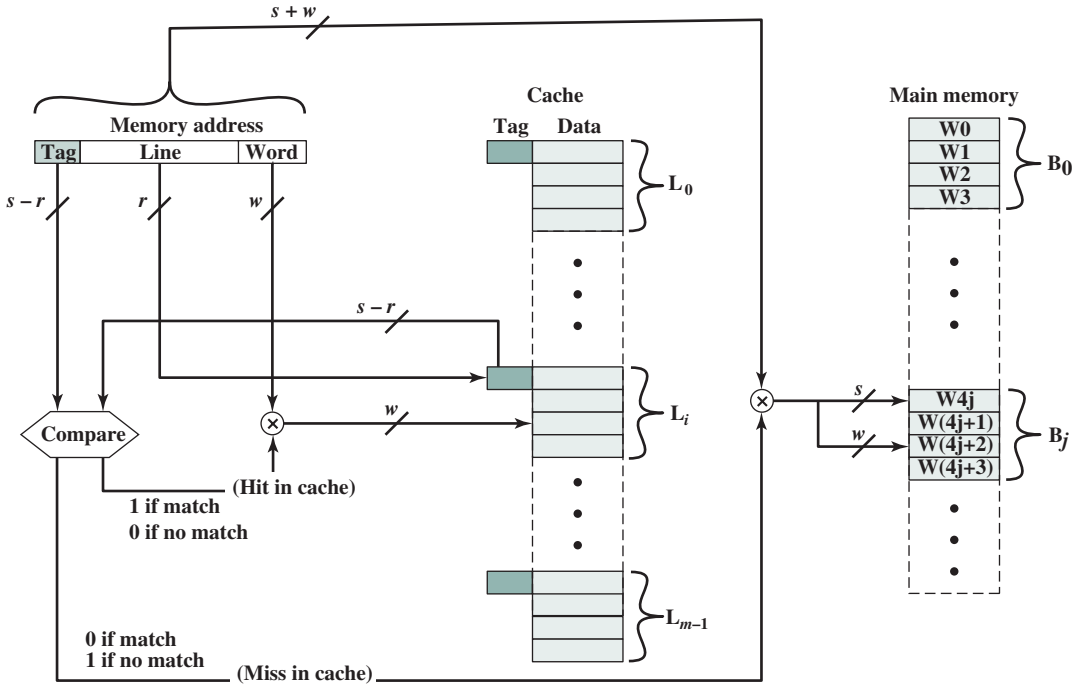 s + w
Cache
Main memory
Memory address
Tag Data
Tag Line Word
W0
W1
W2
W3
B0
L0
s – r r w
s – r
W4j
W(4j+1)
W(4j+2)
W(4j+3)
Bj
s
w
Li
w
Compare
(Hit in cache)
1 if match
0 if no match
Lm–1
0 if match
1 if no match
(Miss in cache)